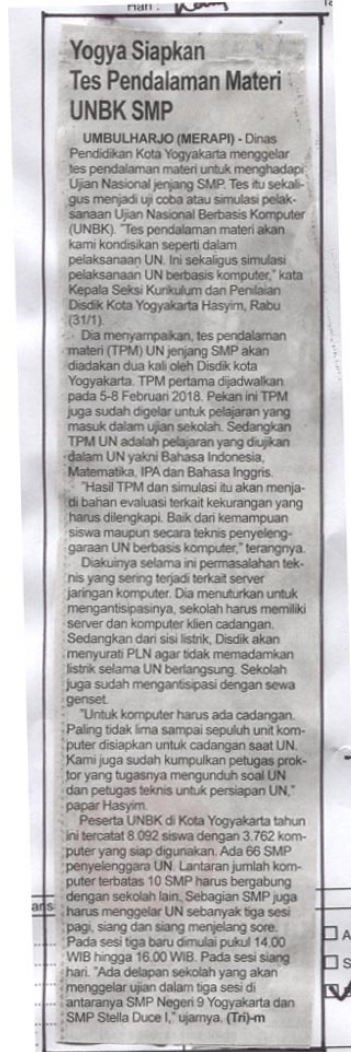 Hari :
Yogya Siapkan
Tes Pendalaman Materi
UNBK SMP
UMBULHARJO (MERAPI) - Dinas
Pendidikan Kota Yogyakarta menggelar
tes pendalaman materi untuk menghadapi
Ujian Nasional jenjang SMP. Tes itu sekali-
gus menjadi uji coba atau simulasi pelak-
sanaan Ujian Nasional Berbasis Komputer
(UNBK). "Tes pendalaman materi akan
kami kondisikan seperti dalam
pelaksanaan UN. Ini sekaligus simulasi
pelaksanaan UN berbasis komputer," kata
Kepala Seksi Kurikulum dan Penilaian
Disdik Kota Yogyakarta Hasyim, Rabu
(31/1).
Dia menyampaikan, tes pendalaman
materi (TPM) UN jenjang SMP akan
diadakan dua kali oleh Disdik kota
Yogyakarta. TPM pertama dijadwalkan
pada 5-8 Februari 2018. Pekan ini TPM
juga sudah digelar untuk pelajaran yang
masuk dalam ujian sekolah. Sedangkan
TPM UN adalah pelajaran yang diujikan
dalam UN yakni Bahasa Indonesia,
Matematika, IPA dan Bahasa Inggris.
"Hasil TPM dan simulasi itu akan menja-
di bahan evaluasi terkait kekurangan yang
harus dilengkapi. Baik dari kemampuan
siswa maupun secara teknis penyeleng-
garaan UN berbasis komputer," terangnya.
Diakuinya selama ini permasalahan tek-
nis yang sering terjadi terkait server
jaringan komputer. Dia menuturkan untuk
mengantisipasinya, sekolah harus memiliki
server dan komputer klien cadangan.
Sedangkan dari sisi listrik, Disdik akan
menyurati PLN agar tidak memadamkan
listrik selama UN berlangsung. Sekolah
juga sudah mengantisipasi dengan sewa
genset.
"Untuk komputer harus ada cadangan.
Paling tidak lima sampai sepuluh unit kom-
puter disiapkan untuk cadangan saat UN.
Kami juga sudah kumpulkan petugas prok-
tor yang tugasnya mengunduh soal UN
dan petugas teknis untuk persiapan UN,"
papar Hasyim.
Peserta UNBK di Kota Yogyakarta tahun
ini tercatat 8.092 siswa dengan 3.762 kom-
puter yang siap digunakan. Ada 66 SMP
penyelenggara UN. Lantaran jumlah kom-
puter terbatas 10 SMP harus bergabung
dengan sekolah lain. Sebagian SMP juga
harus menggelar UN sebanyak tiga sesi
pagi, siang dan siang menjelang sore.
Pada sesi tiga baru dimulai pukul 14.00
WIB hingga 16.00 WIB. Pada sesi siang
hari. "Ada delapan sekolah yang akan
menggelar ujian dalam tiga sesi di
antaranya SMP Negeri 9 Yogyakarta dan
SMP Stella Duce I," ujarnya. (Tri)-m